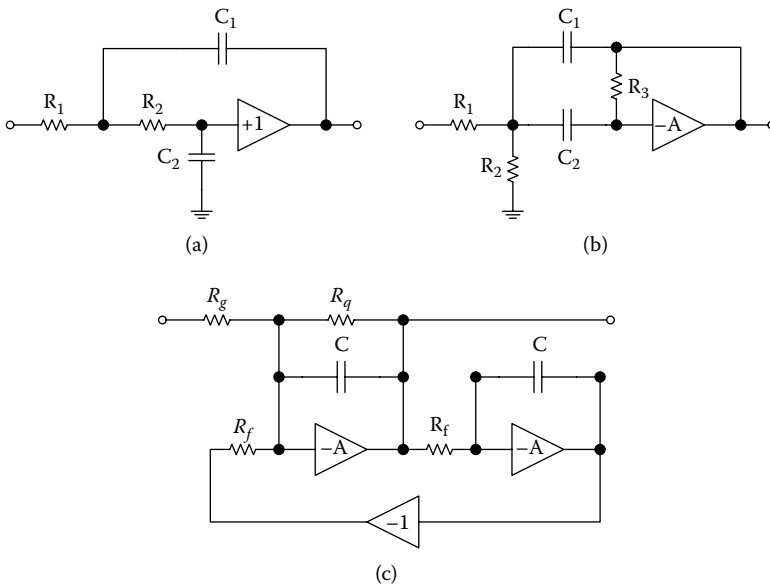 C1 C1
R1 R2 +1 R1 R3
C2 C2 −A
R2
(a) (b)
Rg Rq
C C
Rf −A Rf −A
−1
(c)